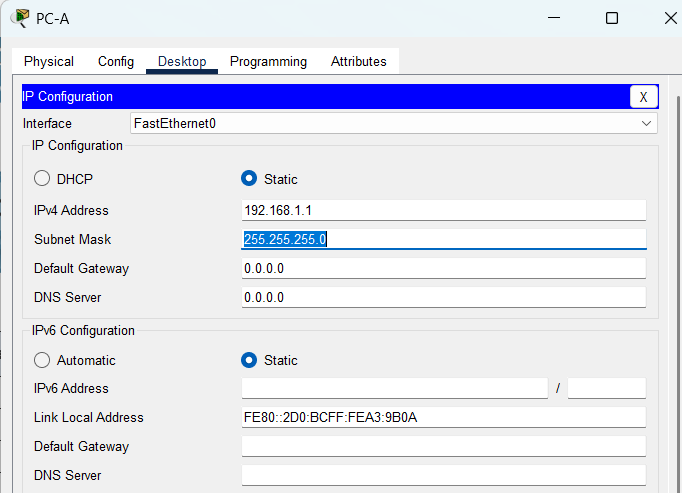 PC-A
Physical Config Desktop Programming Attributes
IP Configuration X
Interface FastEthernet0
IP Configuration
DHCP Static
IPv4 Address 192.168.1.1
Subnet Mask 255.255.255.0
Default Gateway 0.0.0.0
DNS Server 0.0.0.0
IPv6 Configuration
Automatic Static
IPv6 Address /
Link Local Address FE80::2D0:BCFF:FEA3:9B0A
Default Gateway
DNS Server